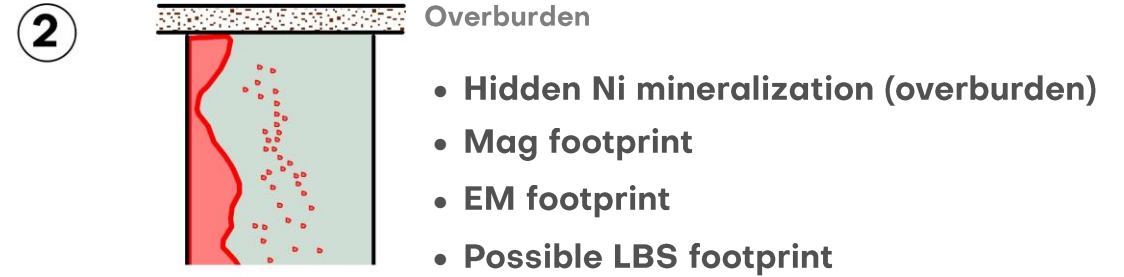 2
Overburden
• Hidden Ni mineralization (overburden)
• Mag footprint
• EM footprint
• Possible LBS footprint